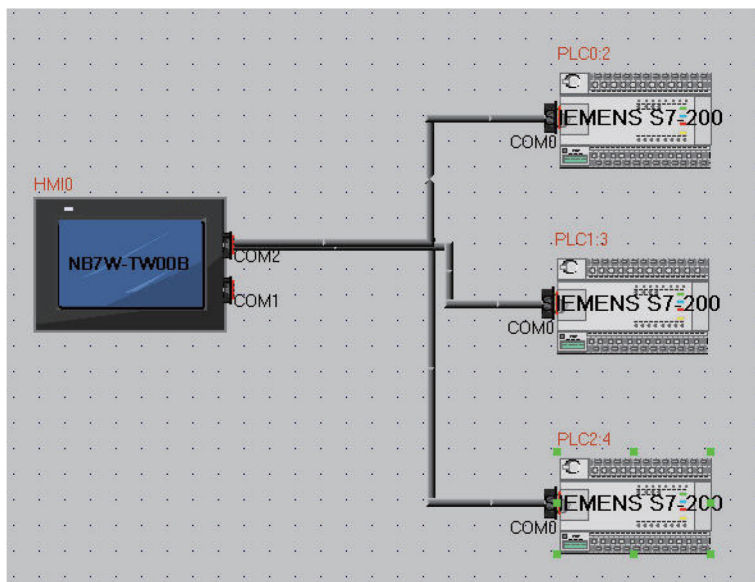 PLC0:2
SIEMENS S7-200
COM0
HMI0
NB7W-TW00B
COM2
COM1
PLC1:3
SIEMENS S7-200
COM0
PLC2:4
SIEMENS S7-200
COM0